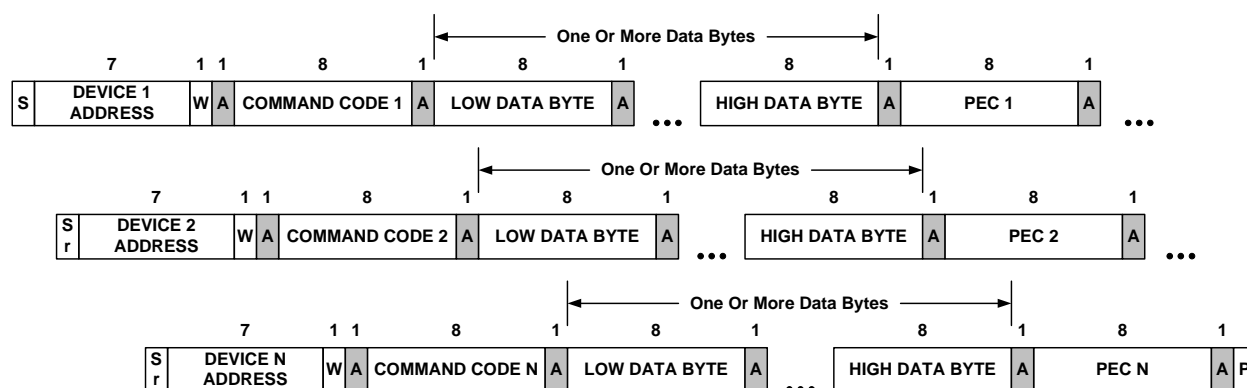 One Or More Data Bytes
7 1 1 8 1 8 1 8 1 8 1
S DEVICE 1 ADDRESS W A COMMAND CODE 1 A LOW DATA BYTE A ... HIGH DATA BYTE A PEC 1 A ...
One Or More Data Bytes
7 1 1 8 1 8 1 8 1 8 1
Sr DEVICE 2 ADDRESS W A COMMAND CODE 2 A LOW DATA BYTE A ... HIGH DATA BYTE A PEC 2 A ...
One Or More Data Bytes
7 1 1 8 1 8 1 8 1 8 1
Sr DEVICE N ADDRESS W A COMMAND CODE N A LOW DATA BYTE A ... HIGH DATA BYTE A PEC N A P